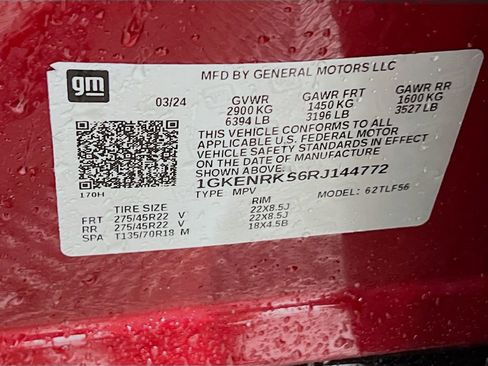 gm
MFD BY GENERAL MOTORS LLC
03/24 GVWR GAWR FRT GAWR RR
2900 KG 1450 KG 1600 KG
6394 LB 3196 LB 3527 LB
THIS VEHICLE CONFORMS TO ALL
APPLICABLE U.S. FEDERAL MOTOR
VEHICLE SAFETY STANDARDS IN EFFECT
ON THE DATE OF MANUFACTURE
170H 1GKENRKS6RJ144772
TYPE: MPV MODEL: 62TLF56
TIRE SIZE RIM
FRT 275/45R22 V 22X8.5J
RR 275/45R22 V 22X8.5J
SPA T135/70R18 M 18X4.5B